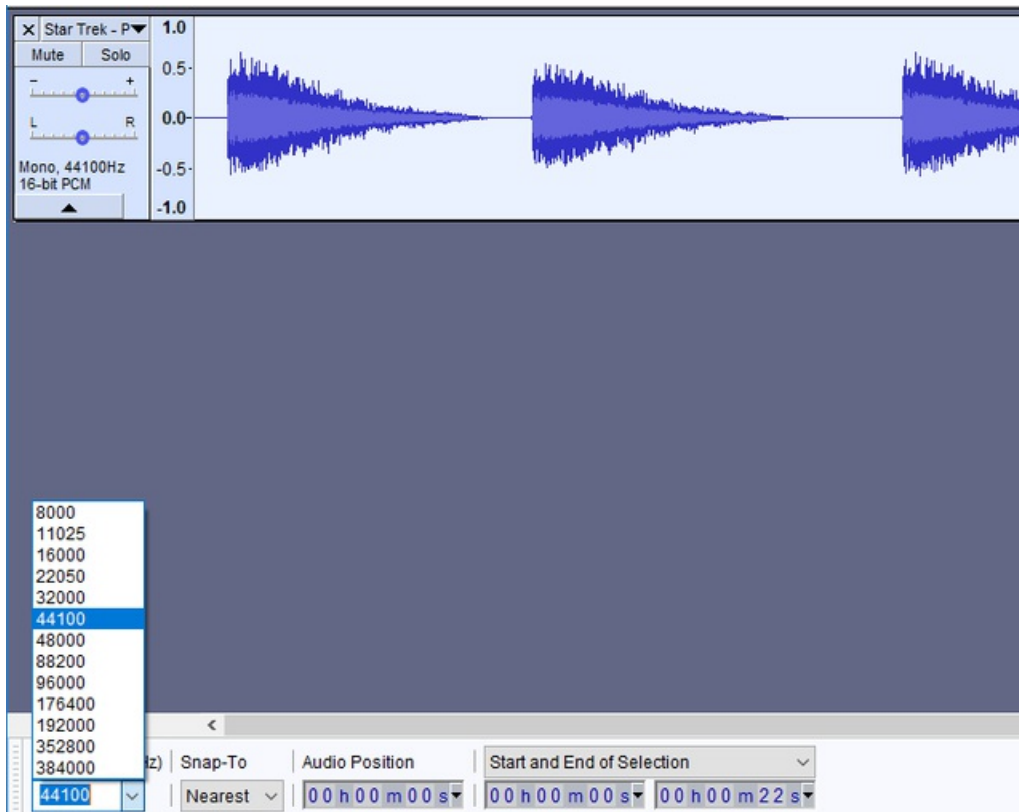 × Star Trek - P▼
Mute Solo
- +
L R
Mono, 44100Hz
16-bit PCM
1.0
0.5
0.0
-0.5
-1.0
8000
11025
16000
22050
32000
44100
48000
88200
96000
176400
192000
352800
384000
Hz) Snap-To Audio Position Start and End of Selection
44100 Nearest 00 h 00 m 00 s 00 h 00 m 00 s 00 h 00 m 22 s